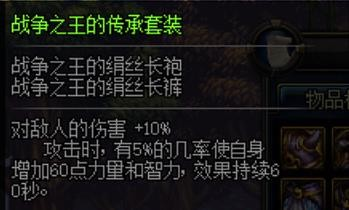 战争之王的传承套装
战争之王的绢丝长袍
战争之王的绢丝长裤
对敌人的伤害 +10%
攻击时，有5%的几率使自身
增加60点力量和智力，效果持续6
0秒。
物品